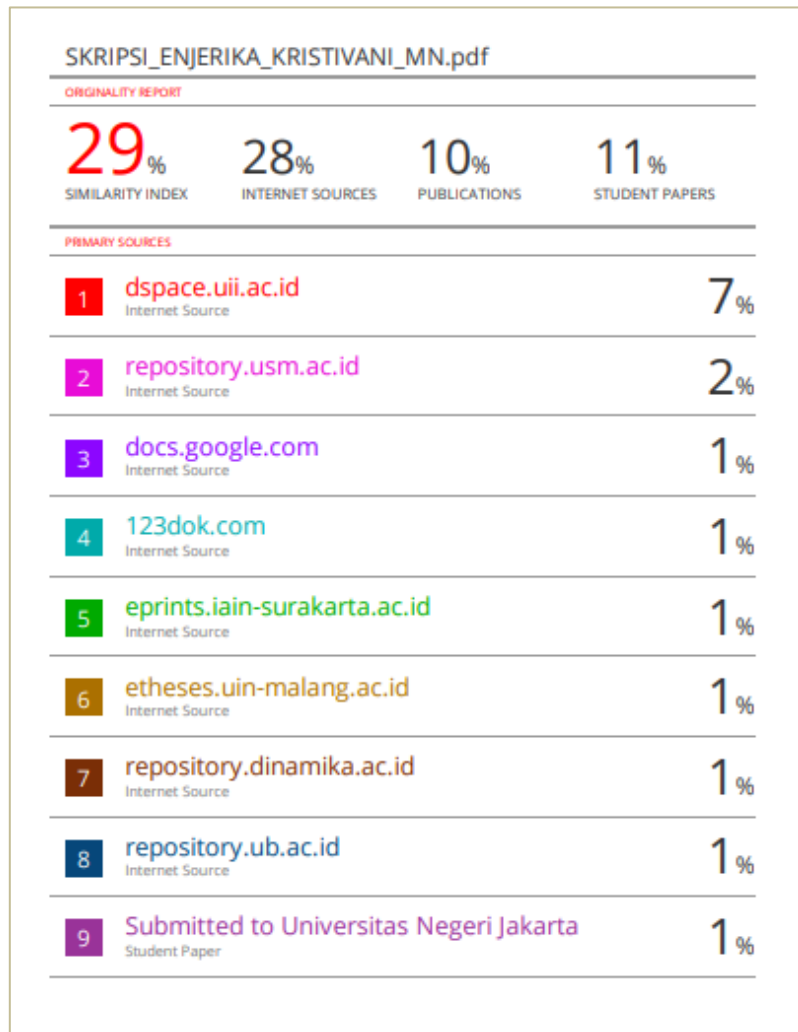 SKRIPSI_ENJERIKA_KRISTIVANI_MN.pdf
ORIGINALITY REPORT
29% 28% 10% 11%
SIMILARITY INDEX INTERNET SOURCES PUBLICATIONS STUDENT PAPERS
PRIMARY SOURCES
1 dspace.uii.ac.id 7%
Internet Source
2 repository.usm.ac.id 2%
Internet Source
3 docs.google.com 1%
Internet Source
4 123dok.com 1%
Internet Source
5 eprints.iain-surakarta.ac.id 1%
Internet Source
6 etheses.uin-malang.ac.id 1%
Internet Source
7 repository.dinamika.ac.id 1%
Internet Source
8 repository.ub.ac.id 1%
Internet Source
9 Submitted to Universitas Negeri Jakarta 1%
Student Paper